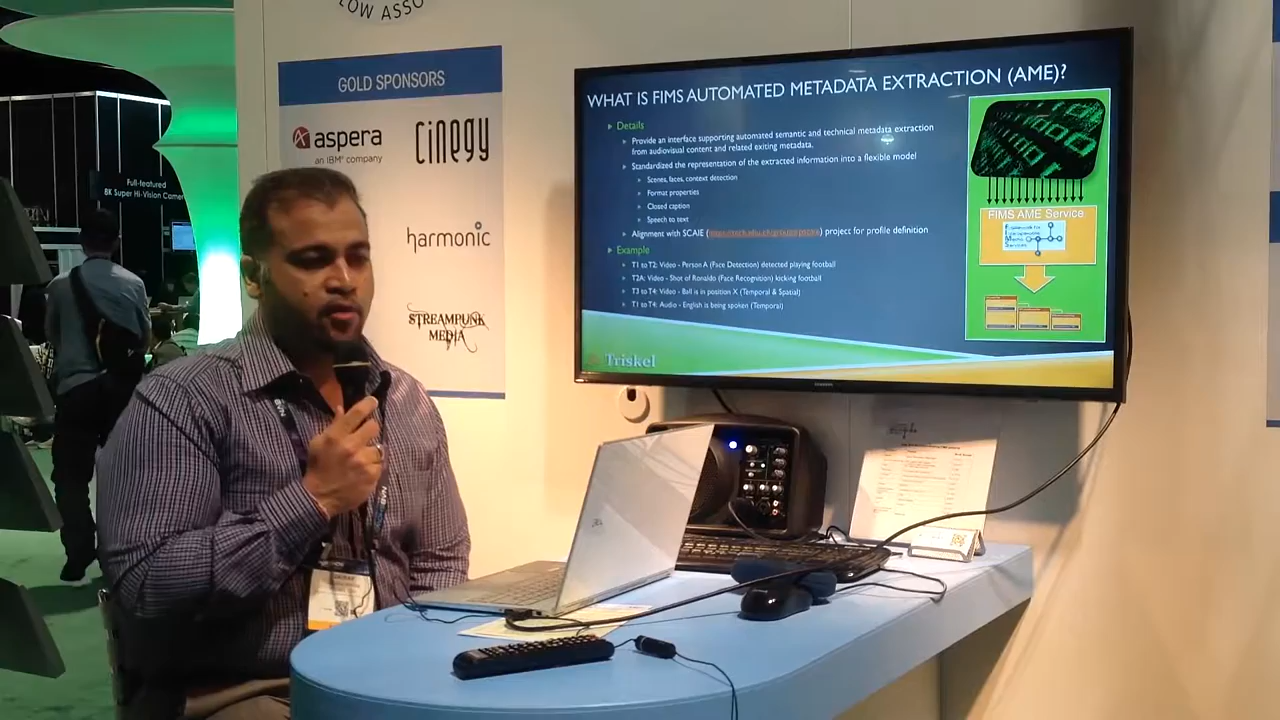 LOW ASSO
GOLD SPONSORS
aspera
an IBM company
cinegy
harmonic
STREAMPUNK
MEDIA
Full-featured
8K Super Hi-Vision Camera
WHAT IS FIMS AUTOMATED METADATA EXTRACTION (AME)?
Details
Provide an interface supporting automated semantic and technical metadata extraction
from audiovisual content and related exiting metadata.
Standardized the representation of the extracted information into a flexible model
Scenes, faces, context detection
Format properties
Closed caption
Speech to text
Alignment with SCAIE ( ) project for profile definition
Example
T1 to T2: Video - Person A (Face Detection) detected playing football
T2A: Video - Shot of Ronaldo (Face Recognition) kicking football
T3 to T4: Video - Ball is in position X (Temporal & Spatial)
T1 to T4: Audio - English is being spoken (Temporal)
FIMS AME Service
Triskel